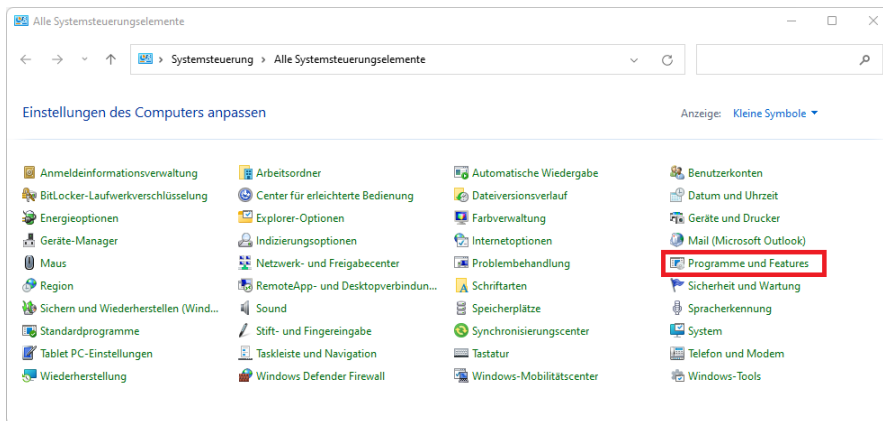 Alle Systemsteuerungselemente
Systemsteuerung > Alle Systemsteuerungselemente
Einstellungen des Computers anpassen
Anzeige: Kleine Symbole
Anmeldeinformationsverwaltung Arbeitsordner Automatische Wiedergabe Benutzerkonten
BitLocker-Laufwerkverschlüsselung Center für erleichterte Bedienung Dateiversionsverlauf Datum und Uhrzeit
Energieoptionen Explorer-Optionen Farbverwaltung Geräte und Drucker
Geräte-Manager Indizierungsoptionen Internetoptionen Mail (Microsoft Outlook)
Maus Netzwerk- und Freigabecenter Problembehandlung Programme und Features
Region RemoteApp- und Desktopverbindun... Schriftarten Sicherheit und Wartung
Sichern und Wiederherstellen (Wind... Sound Speicherplätze Spracherkennung
Standardprogramme Stift- und Fingereingabe Synchronisierungscenter System
Tablet PC-Einstellungen Taskleiste und Navigation Tastatur Telefon und Modem
Wiederherstellung Windows Defender Firewall Windows-Mobilitätscenter Windows-Tools